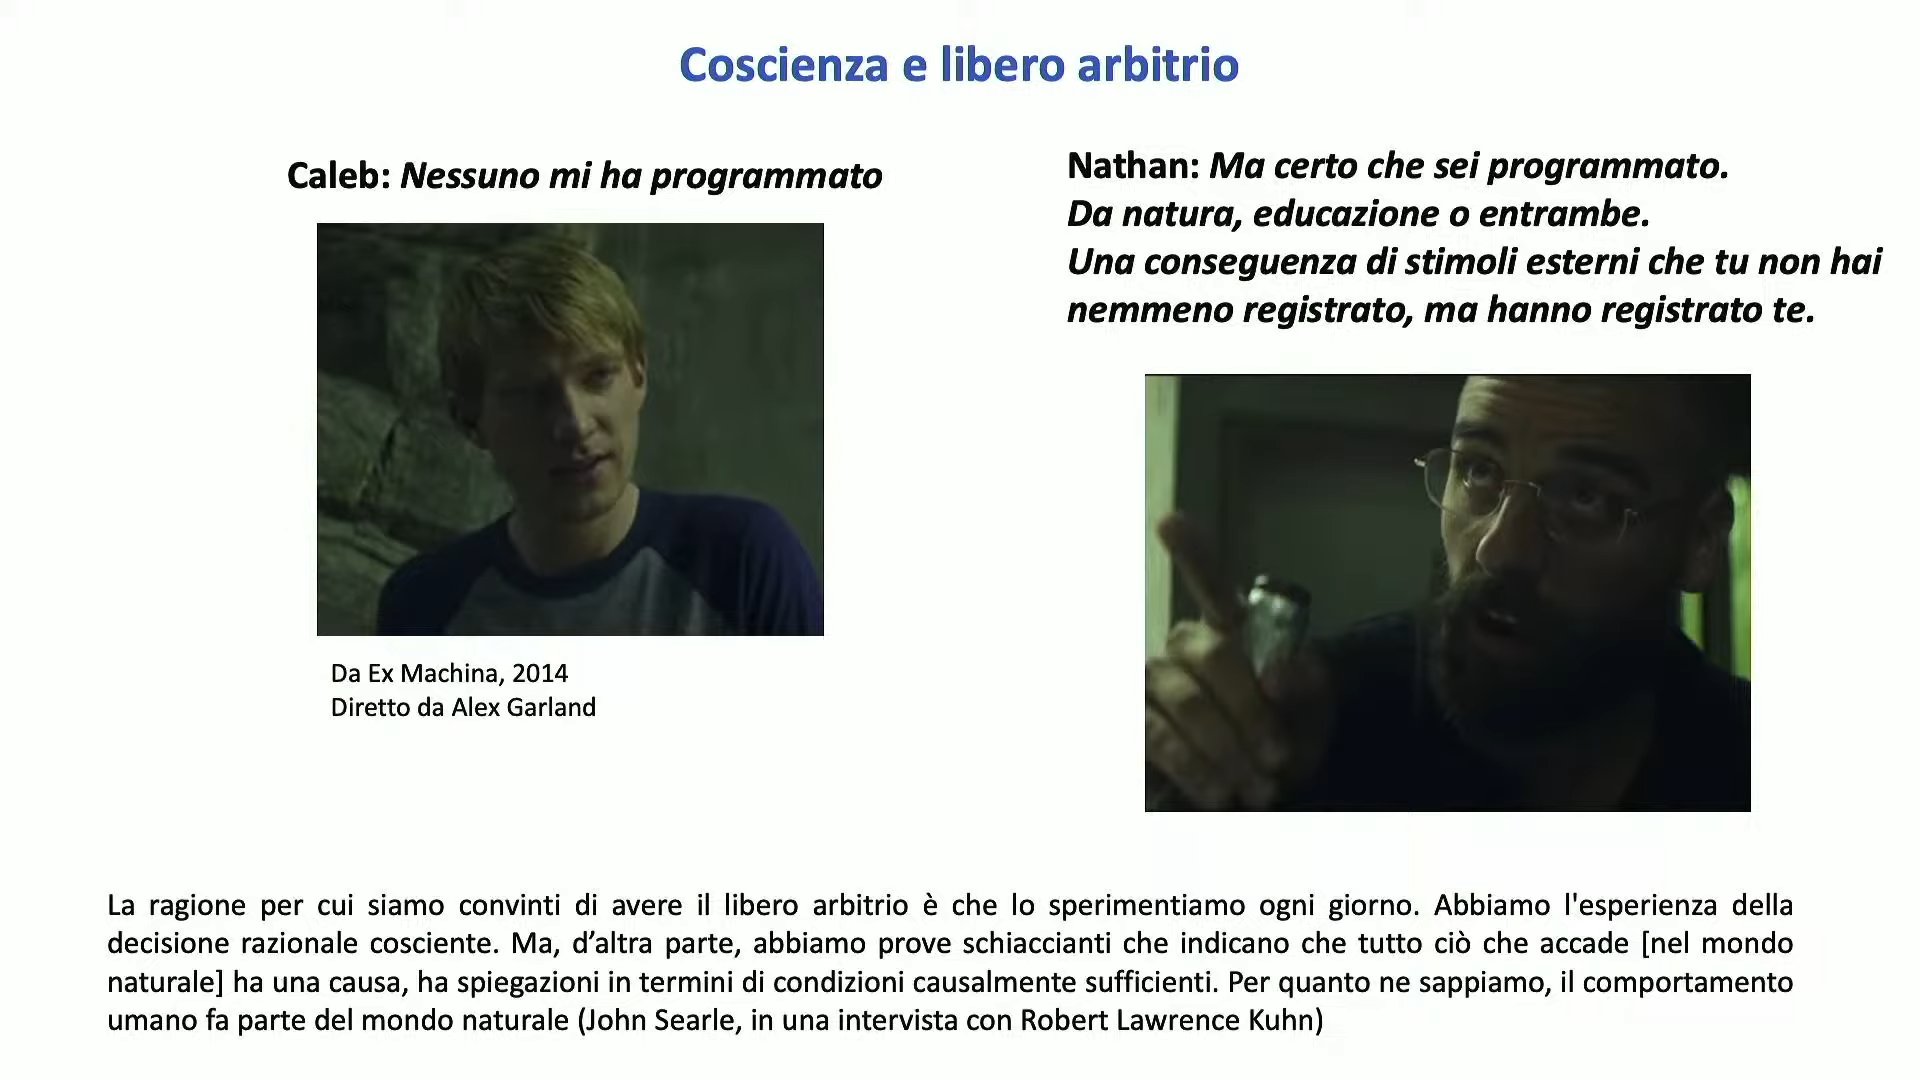 Coscienza e libero arbitrio
Caleb: Nessuno mi ha programmato
Nathan: Ma certo che sei programmato.
Da natura, educazione o entrambe.
Una conseguenza di stimoli esterni che tu non hai
nemmeno registrato, ma hanno registrato te.
Da Ex Machina, 2014
Diretto da Alex Garland
La ragione per cui siamo convinti di avere il libero arbitrio è che lo sperimentiamo ogni giorno. Abbiamo l'esperienza della
decisione razionale cosciente. Ma, d’altra parte, abbiamo prove schiaccianti che indicano che tutto ciò che accade [nel mondo
naturale] ha una causa, ha spiegazioni in termini di condizioni causalmente sufficienti. Per quanto ne sappiamo, il comportamento
umano fa parte del mondo naturale (John Searle, in una intervista con Robert Lawrence Kuhn)